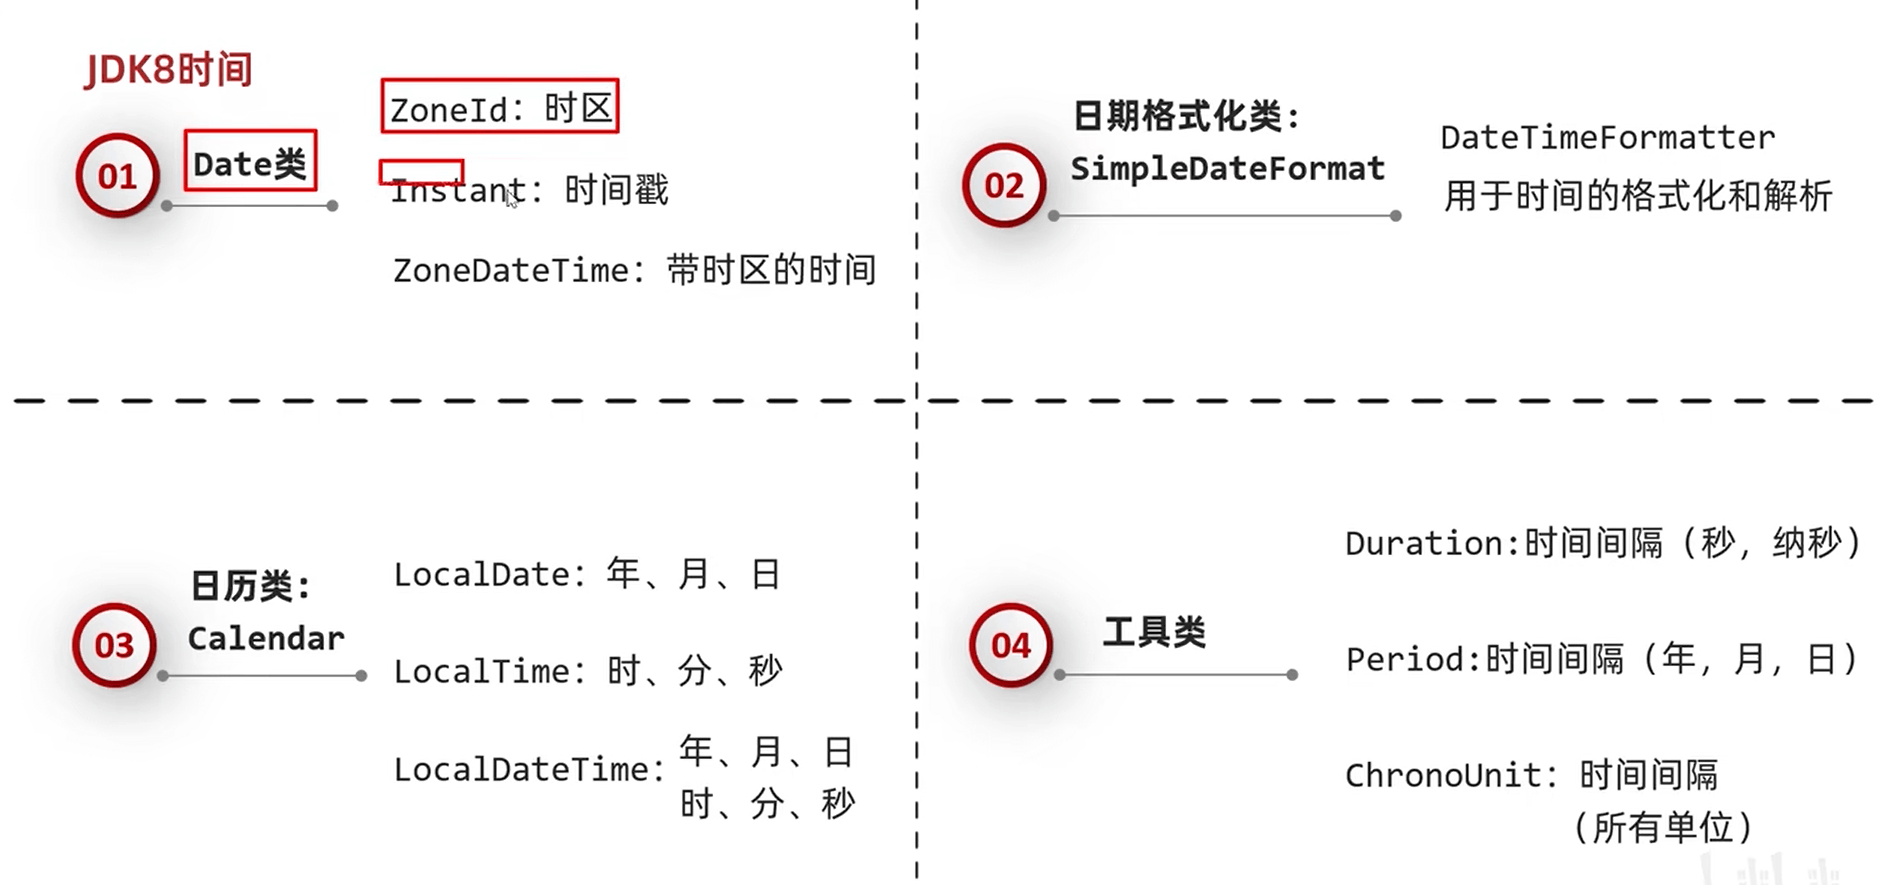 JDK8时间
01
Date类
ZoneId：时区
Instant：时间戳
ZoneDateTime：带时区的时间
02
日期格式化类：
SimpleDateFormat
DateTimeFormatter
用于时间的格式化和解析
03
日历类：
Calendar
LocalDate：年、月、日
LocalTime：时、分、秒
LocalDateTime：
年、月、日
时、分、秒
04
工具类
Duration:时间间隔（秒，纳秒）
Period:时间间隔（年，月，日）
ChronoUnit：时间间隔
（所有单位）